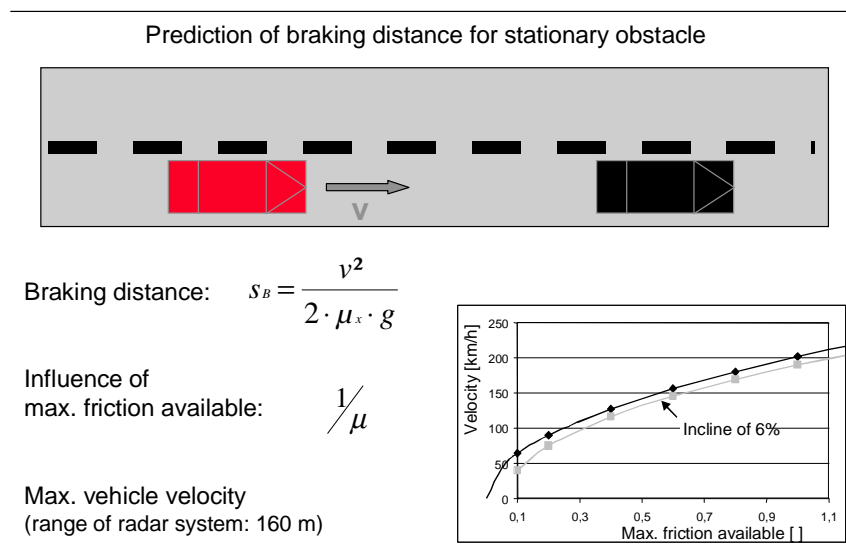 Prediction of braking distance for stationary obstacle
v
Braking distance: s_B = v² / (2 · μ_x · g)
Influence of
max. friction available: 1/μ
Max. vehicle velocity
(range of radar system: 160 m)
Velocity [km/h]
250
200
150
100
50
0
Incline of 6%
0,1 0,3 0,5 0,7 0,9 1,1
Max. friction available [ ]